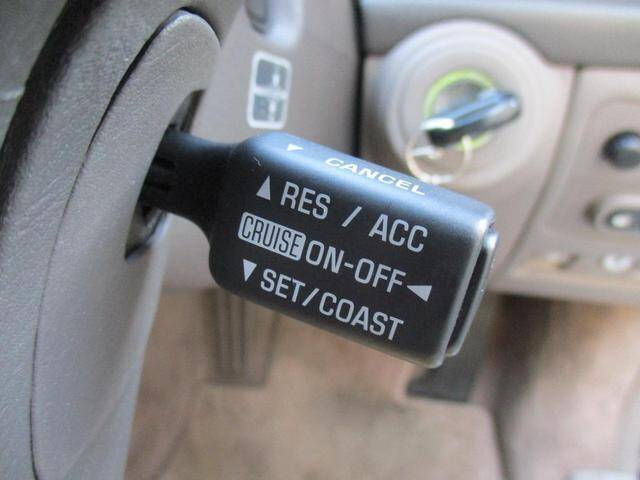 CANCEL
RES / ACC
CRUISE ON-OFF
SET/COAST